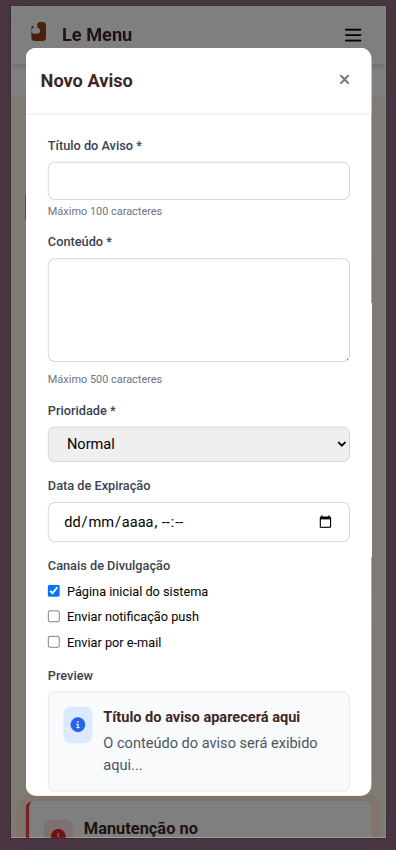 Le Menu
Novo Aviso
Título do Aviso *
Máximo 100 caracteres
Conteúdo *
Máximo 500 caracteres
Prioridade *
Normal
Data de Expiração
dd/mm/aaaa, --:--
Canais de Divulgação
Página inicial do sistema
Enviar notificação push
Enviar por e-mail
Preview
Título do aviso aparecerá aqui
O conteúdo do aviso será exibido
aqui...
Manutenção no